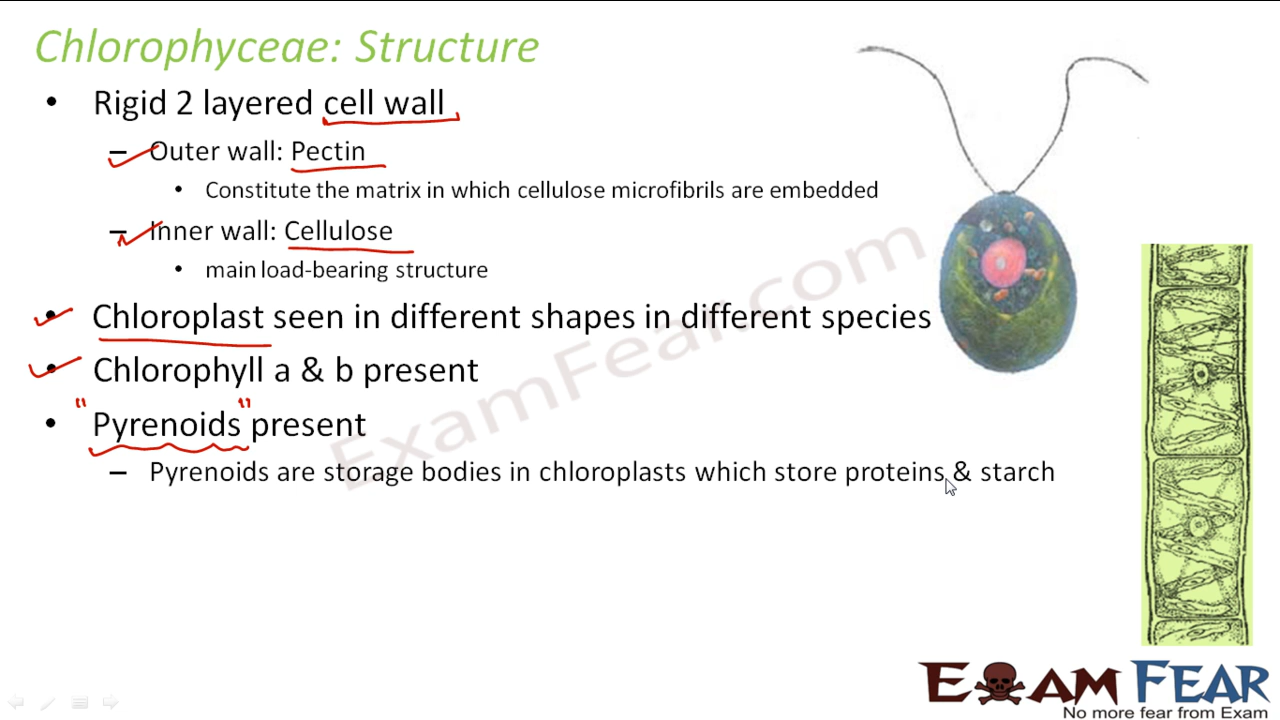 Chlorophyceae: Structure
• Rigid 2 layered cell wall
– Outer wall: Pectin
• Constitute the matrix in which cellulose microfibrils are embedded
– Inner wall: Cellulose
• main load-bearing structure
• Chloroplast seen in different shapes in different species
• Chlorophyll a & b present
• "Pyrenoids" present
– Pyrenoids are storage bodies in chloroplasts which store proteins & starch
ExamFear.com
EXAM FEAR
No more fear from Exam